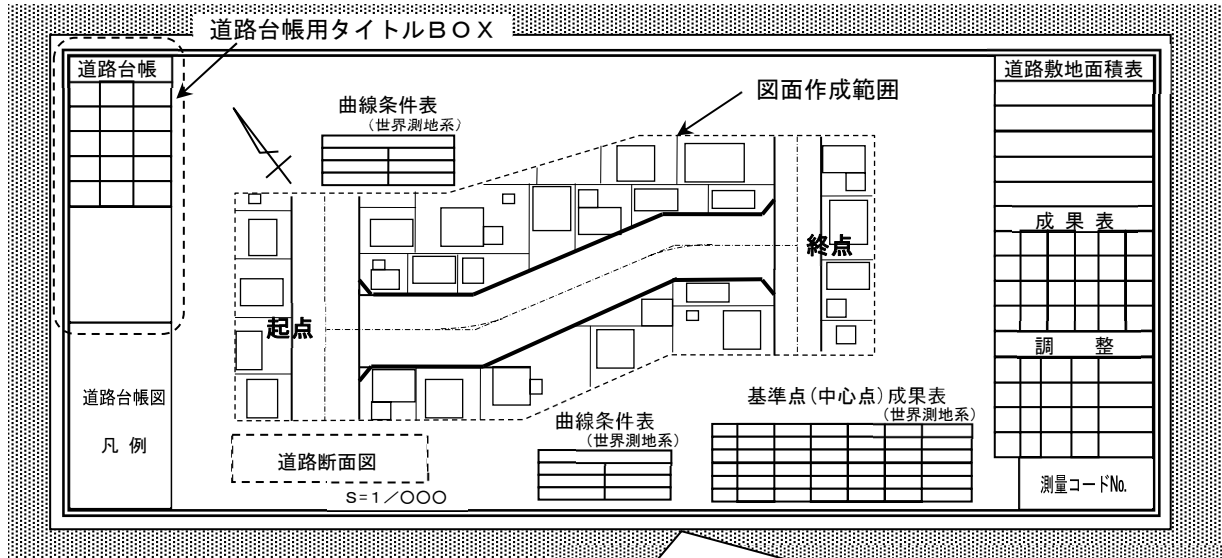 道路台帳用タイトルＢＯＸ
道路台帳
道路敷地面積表
図面作成範囲
曲線条件表
(世界測地系)
成 果 表
終点
起点
調 整
道路台帳図
凡 例
基準点(中心点)成果表
(世界測地系)
曲線条件表
(世界測地系)
道路断面図
測量コードNo.
S=1／○○○